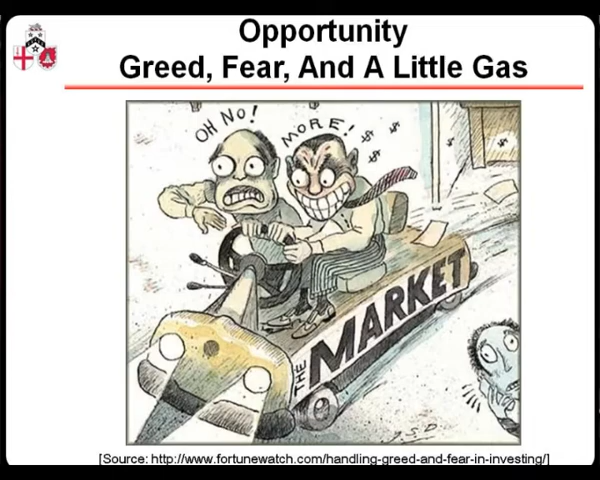 Opportunity
Greed, Fear, And A Little Gas
OH NO!
MORE!
$ $
$
THE MARKET
[Source: http://www.fortunewatch.com/handling-greed-and-fear-in-investing/]